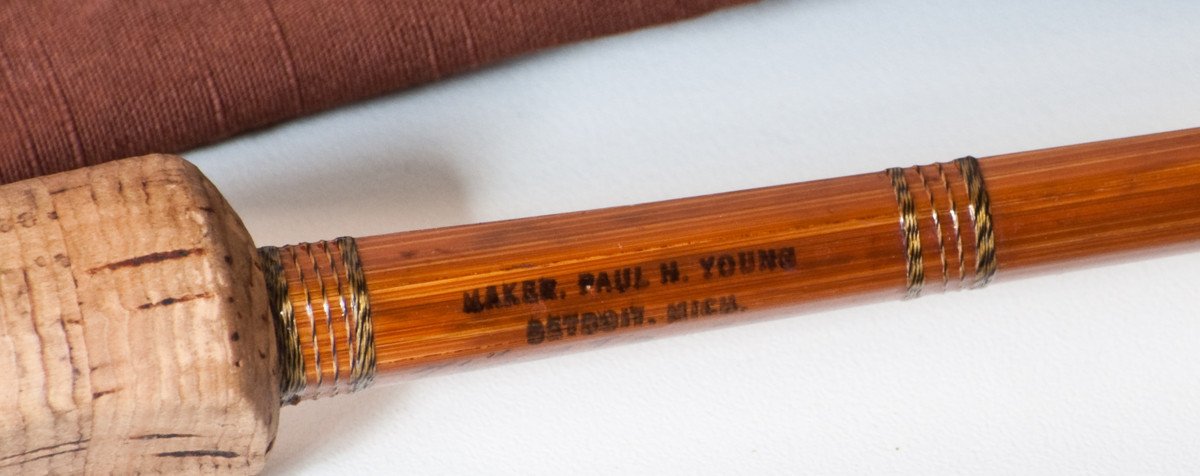 MAKER. PAUL H. YOUNG
DETROIT. MICH.